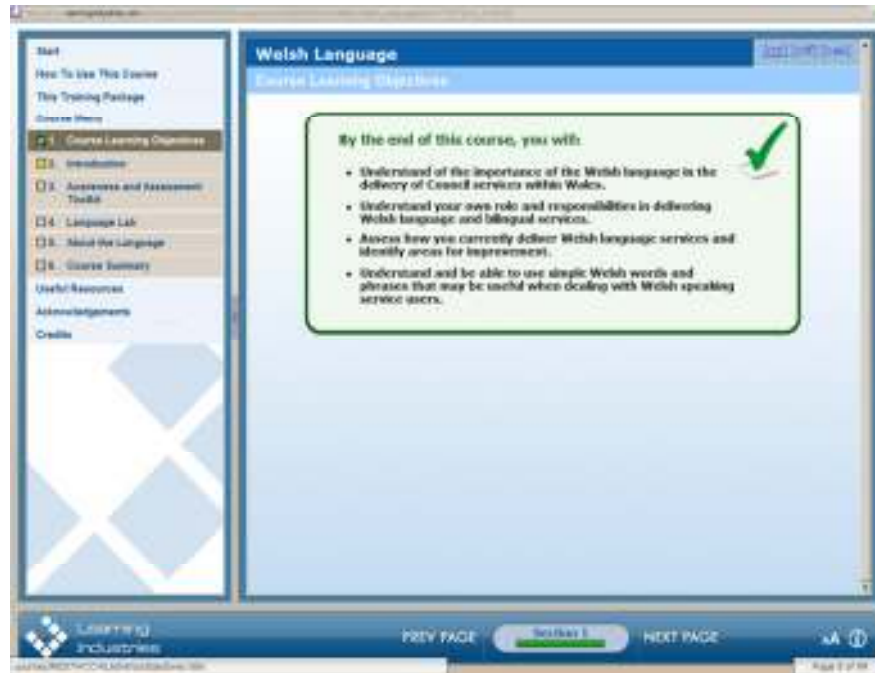 Start
How To Use This Course
This Training Package
Course Menu
1. Course Learning Objectives
2. Introduction
3. Awareness and Assessment
Toolkit
4. Language Lab
5. About the Language
6. Course Summary
Useful Resources
Acknowledgements
Credits
Welsh Language
Course Learning Objectives
By the end of this course, you will:
• Understand of the importance of the Welsh language in the
delivery of Council services within Wales.
• Understand your own role and responsibilities in delivering
Welsh language and bilingual services.
• Assess how you currently deliver Welsh language services and
identify areas for improvement.
• Understand and be able to use simple Welsh words and
phrases that may be useful when dealing with Welsh speaking
service users.
Learning
Industries
PREV PAGE
Section 1
NEXT PAGE
AA